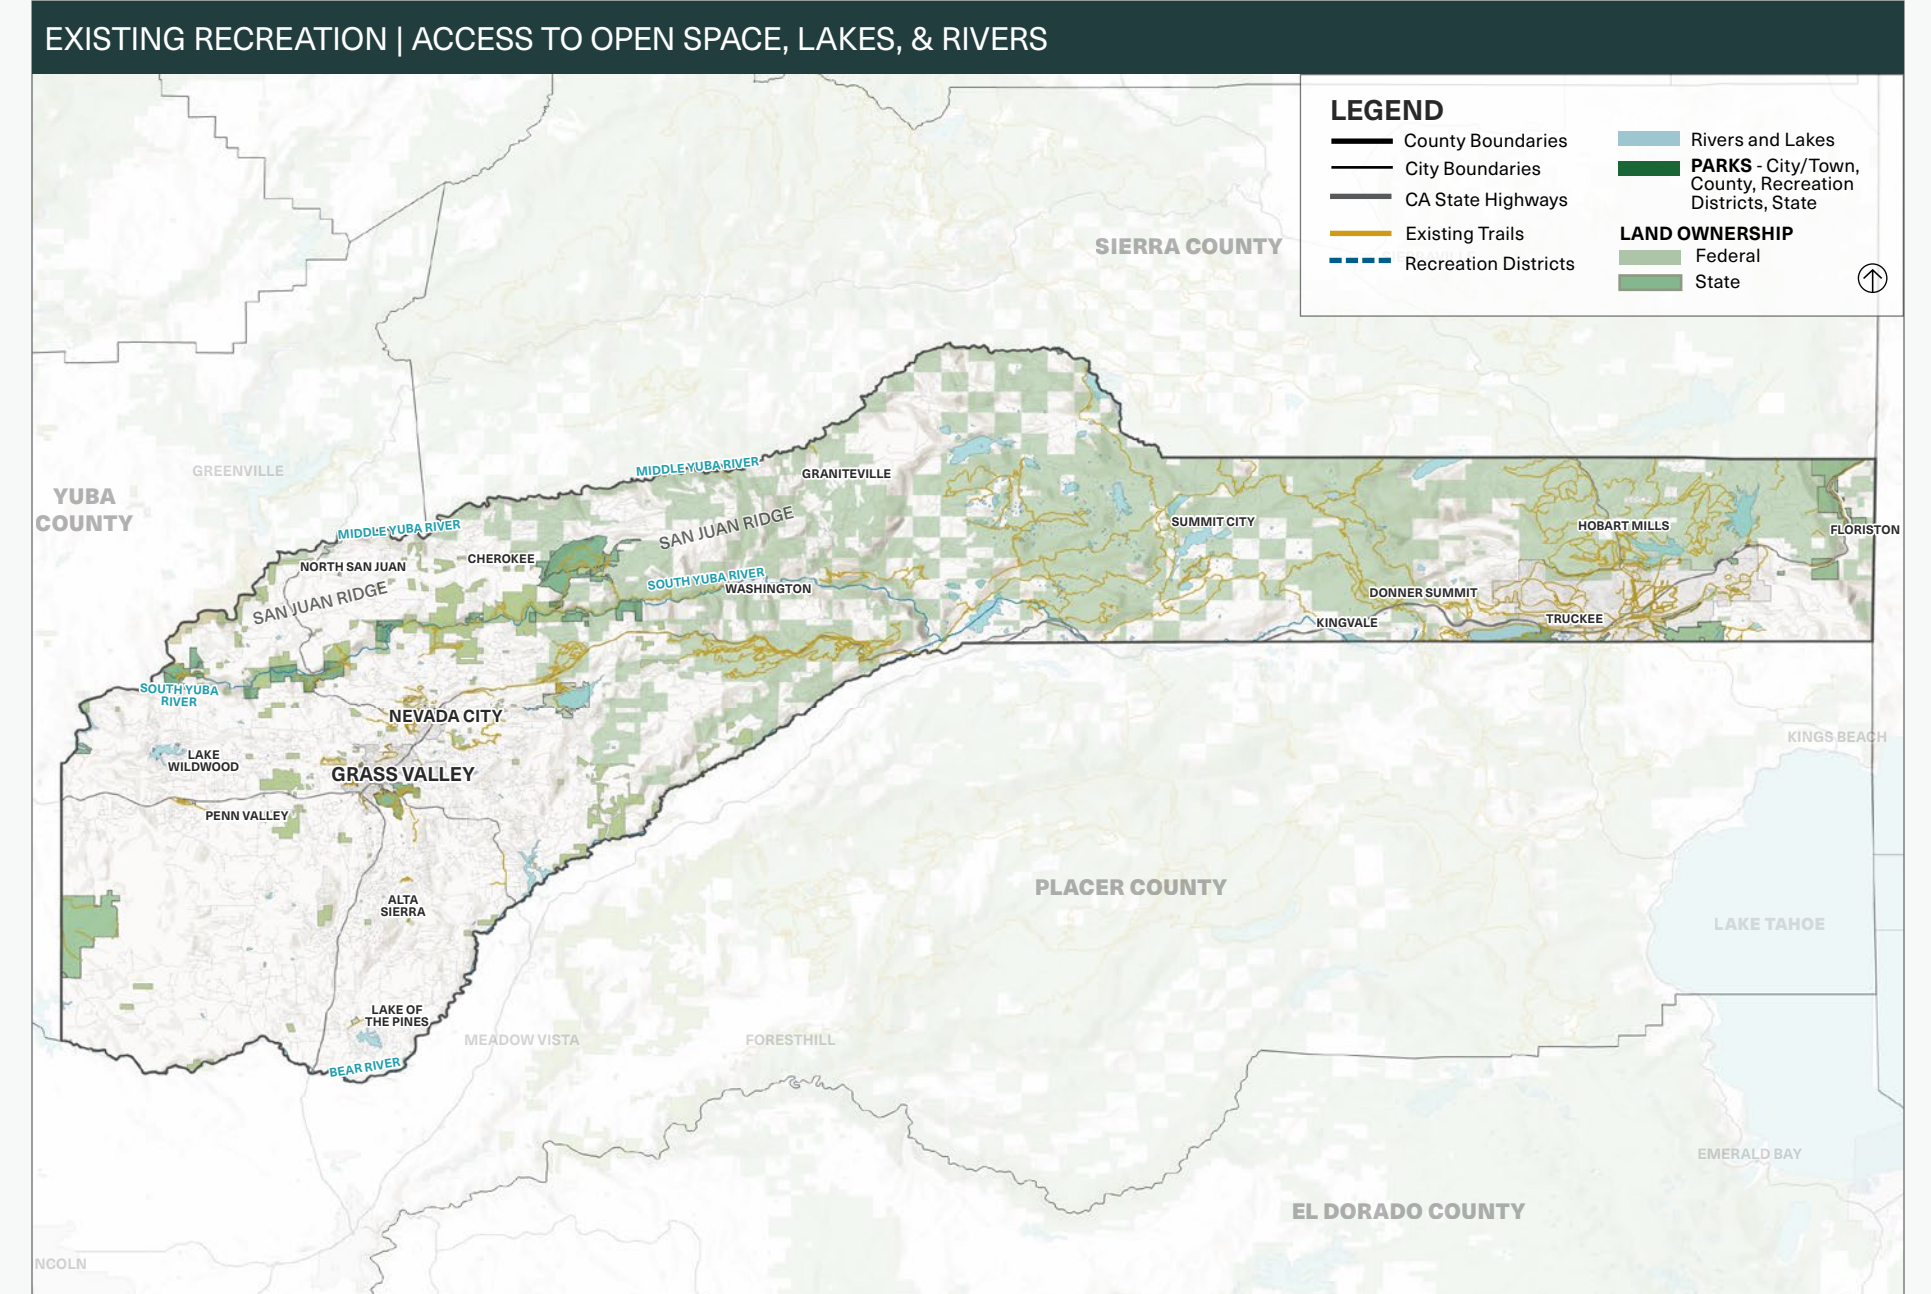 EXISTING RECREATION | ACCESS TO OPEN SPACE, LAKES, & RIVERS
LEGEND
County Boundaries
City Boundaries
CA State Highways
Existing Trails
Recreation Districts
Rivers and Lakes
PARKS - City/Town,
County, Recreation
Districts, State
LAND OWNERSHIP
Federal
State
SIERRA COUNTY
GREENVILLE
YUBA
COUNTY
MIDDLE YUBA RIVER
GRANITEVILLE
MIDDLE YUBA RIVER
SAN JUAN RIDGE
SUMMIT CITY
HOBART MILLS
FLORISTON
CHEROKEE
NORTH SAN JUAN
SOUTH YUBA RIVER
WASHINGTON
SAN JUAN RIDGE
DONNER SUMMIT
KINGVALE
TRUCKEE
SOUTH YUBA
RIVER
NEVADA CITY
KINGS BEACH
LAKE
WILDWOOD
GRASS VALLEY
PENN VALLEY
PLACER COUNTY
ALTA
SIERRA
LAKE TAHOE
LAKE OF
THE PINES
MEADOW VISTA
FORESTHILL
BEAR RIVER
EMERALD BAY
EL DORADO COUNTY
NCOLN